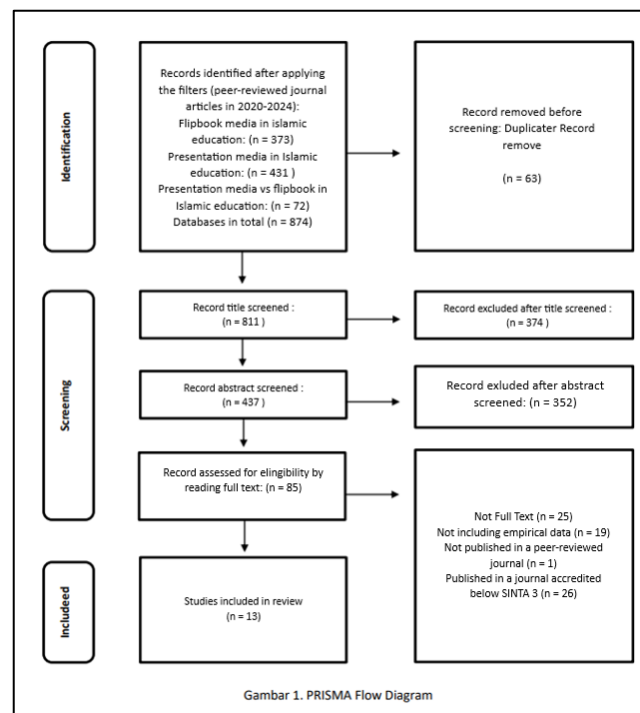 Identification
Records identified after applying
the filters (peer-reviewed journal
articles in 2020-2024):
Flipbook media in islamic
education: (n = 373)
Presentation media in Islamic
education: (n = 431 )
Presentation media vs flipbook in
Islamic education: (n = 72)
Databases in total (n = 874)
Record removed before
screening: Duplicater Record
remove
(n = 63)
Screening
Record title screened :
(n = 811 )
Record excluded after title screened :
(n = 374 )
Record abstract screened :
(n = 437 )
Record exluded after abstract
screened: (n = 352)
Record assessed for elingibility by
reading full text: (n = 85)
Not Full Text (n = 25)
Not including empirical data (n = 19)
Not published in a peer-reviewed
journal (n = 1)
Published in a journal accredited
below SINTA 3 (n = 26)
Includeed
Studies included in review
(n = 13)
Gambar 1. PRISMA Flow Diagram